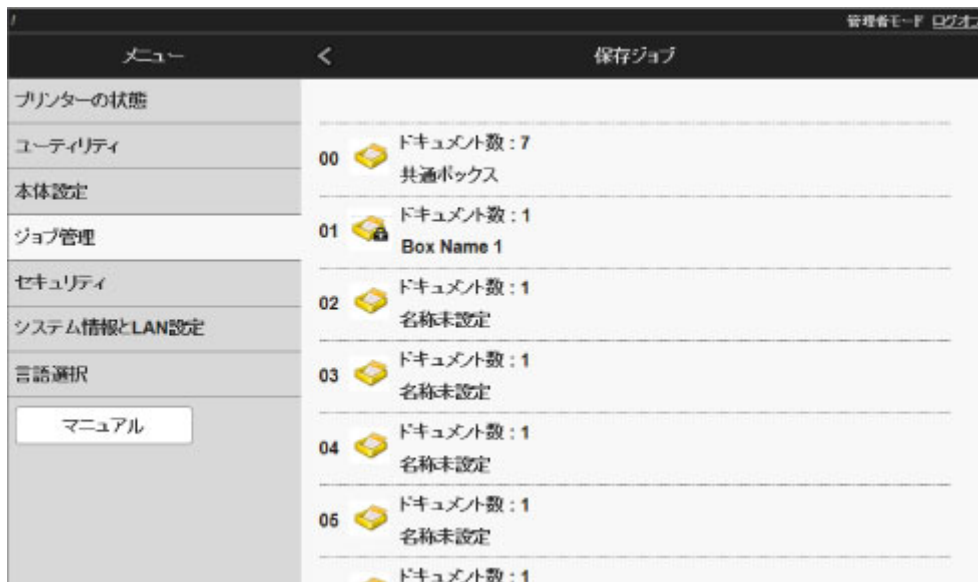 /
管理者モード ログオフ
メニュー
<
保存ジョブ
プリンターの状態
ユーティリティ
本体設定
ジョブ管理
セキュリティ
システム情報とLAN設定
言語選択
マニュアル
00
ドキュメント数 : 7
共通ボックス
01
ドキュメント数 : 1
Box Name 1
02
ドキュメント数 : 1
名称未設定
03
ドキュメント数 : 1
名称未設定
04
ドキュメント数 : 1
名称未設定
05
ドキュメント数 : 1
名称未設定
ドキュメント数 : 1